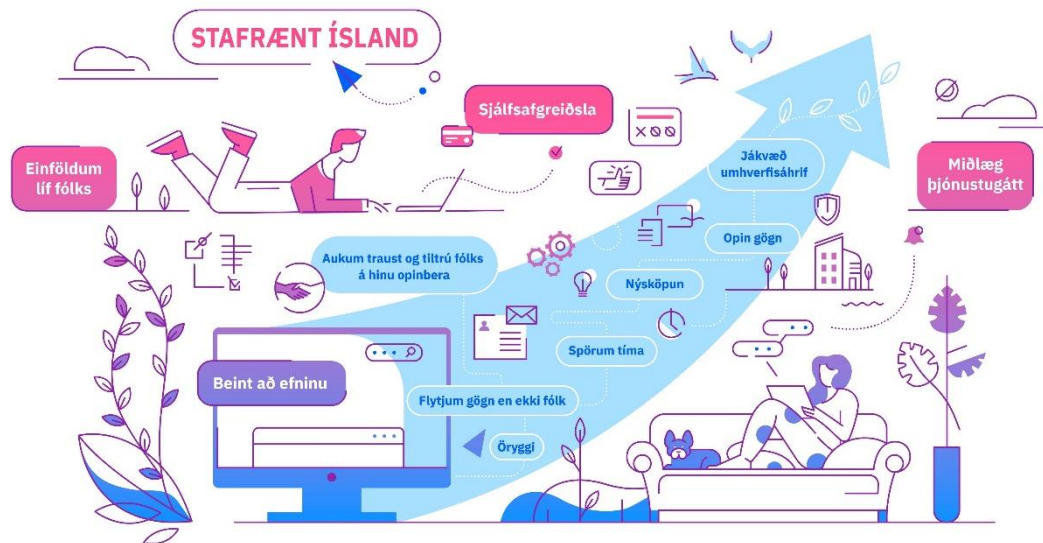 STAFRÆNT ÍSLAND
Sjálfsafgreiðsla
Einföldum
líf fólks
Jákvæð
umhverfisáhrif
Miðlæg
þjónustugátt
Aukum traust og tiltrú fólks
á hinu opinbera
Opin gögn
Nýsköpun
Spörum tíma
Beint að efninu
Flytjum gögn en ekki fólk
Öryggi